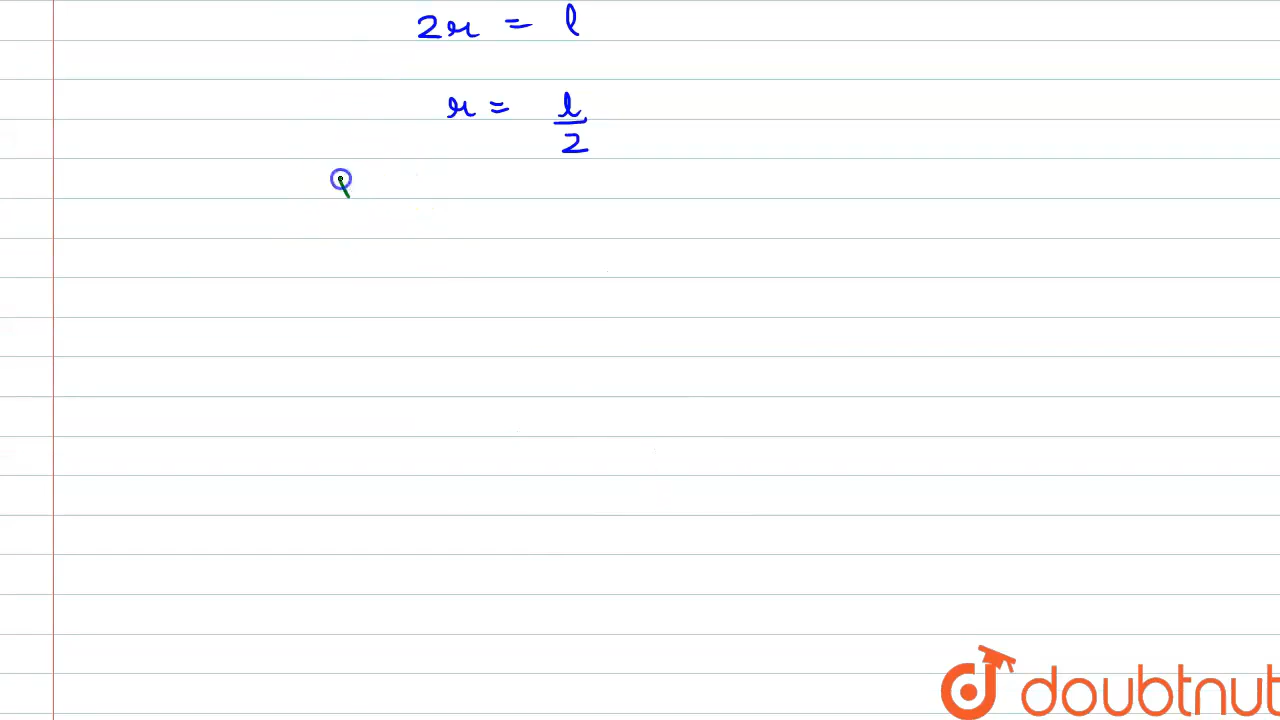 2r = l
r = l/2
doubtnut